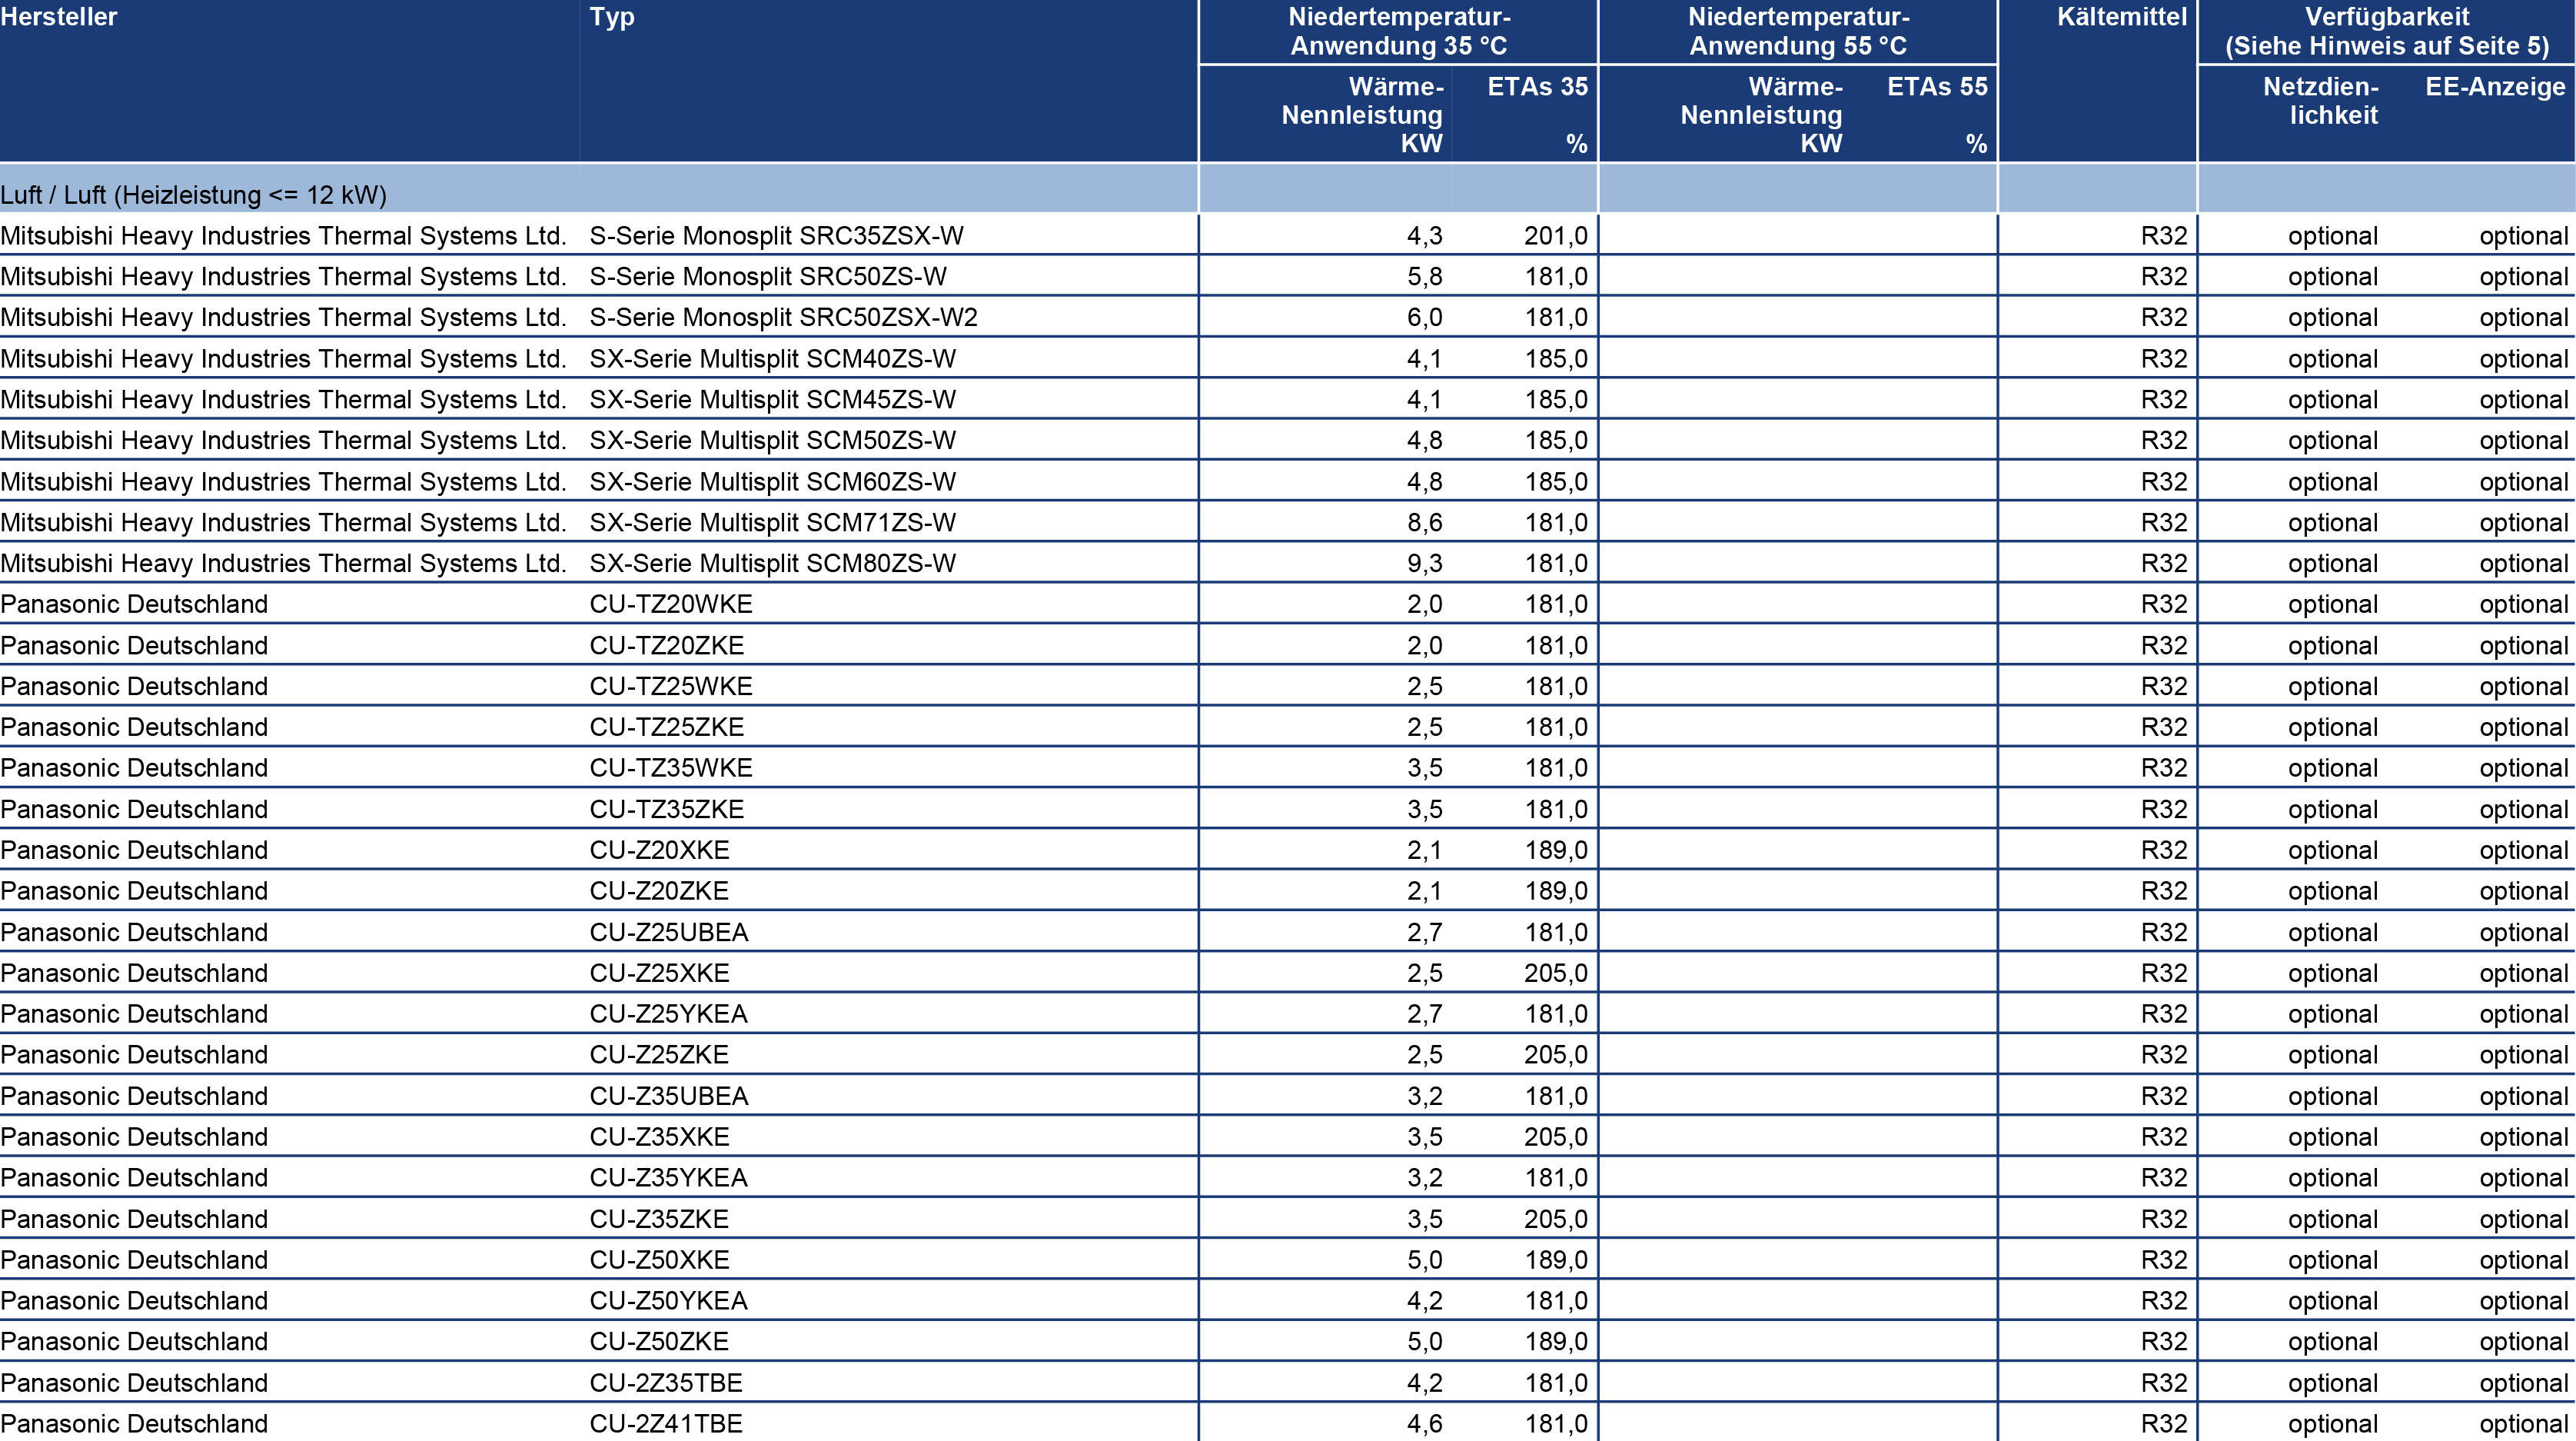 Hersteller Typ Niedertemperatur- Niedertemperatur- Kältemittel Verfügbarkeit
Anwendung 35 °C Anwendung 55 °C (Siehe Hinweis auf Seite 5)
Wärme- ETAs 35 Wärme- ETAs 55 Netzdien- EE-Anzeige
Nennleistung Nennleistung lichkeit
KW % KW %
Luft / Luft (Heizleistung <= 12 kW)
Mitsubishi Heavy Industries Thermal Systems Ltd. S-Serie Monosplit SRC35ZSX-W 4,3 201,0 R32 optional optional
Mitsubishi Heavy Industries Thermal Systems Ltd. S-Serie Monosplit SRC50ZS-W 5,8 181,0 R32 optional optional
Mitsubishi Heavy Industries Thermal Systems Ltd. S-Serie Monosplit SRC50ZSX-W2 6,0 181,0 R32 optional optional
Mitsubishi Heavy Industries Thermal Systems Ltd. SX-Serie Multisplit SCM40ZS-W 4,1 185,0 R32 optional optional
Mitsubishi Heavy Industries Thermal Systems Ltd. SX-Serie Multisplit SCM45ZS-W 4,1 185,0 R32 optional optional
Mitsubishi Heavy Industries Thermal Systems Ltd. SX-Serie Multisplit SCM50ZS-W 4,8 185,0 R32 optional optional
Mitsubishi Heavy Industries Thermal Systems Ltd. SX-Serie Multisplit SCM60ZS-W 4,8 185,0 R32 optional optional
Mitsubishi Heavy Industries Thermal Systems Ltd. SX-Serie Multisplit SCM71ZS-W 8,6 181,0 R32 optional optional
Mitsubishi Heavy Industries Thermal Systems Ltd. SX-Serie Multisplit SCM80ZS-W 9,3 181,0 R32 optional optional
Panasonic Deutschland CU-TZ20WKE 2,0 181,0 R32 optional optional
Panasonic Deutschland CU-TZ20ZKE 2,0 181,0 R32 optional optional
Panasonic Deutschland CU-TZ25WKE 2,5 181,0 R32 optional optional
Panasonic Deutschland CU-TZ25ZKE 2,5 181,0 R32 optional optional
Panasonic Deutschland CU-TZ35WKE 3,5 181,0 R32 optional optional
Panasonic Deutschland CU-TZ35ZKE 3,5 181,0 R32 optional optional
Panasonic Deutschland CU-Z20XKE 2,1 189,0 R32 optional optional
Panasonic Deutschland CU-Z20ZKE 2,1 189,0 R32 optional optional
Panasonic Deutschland CU-Z25UBEA 2,7 181,0 R32 optional optional
Panasonic Deutschland CU-Z25XKE 2,5 205,0 R32 optional optional
Panasonic Deutschland CU-Z25YKEA 2,7 181,0 R32 optional optional
Panasonic Deutschland CU-Z25ZKE 2,5 205,0 R32 optional optional
Panasonic Deutschland CU-Z35UBEA 3,2 181,0 R32 optional optional
Panasonic Deutschland CU-Z35XKE 3,5 205,0 R32 optional optional
Panasonic Deutschland CU-Z35YKEA 3,2 181,0 R32 optional optional
Panasonic Deutschland CU-Z35ZKE 3,5 205,0 R32 optional optional
Panasonic Deutschland CU-Z50XKE 5,0 189,0 R32 optional optional
Panasonic Deutschland CU-Z50YKEA 4,2 181,0 R32 optional optional
Panasonic Deutschland CU-Z50ZKE 5,0 189,0 R32 optional optional
Panasonic Deutschland CU-2Z35TBE 4,2 181,0 R32 optional optional
Panasonic Deutschland CU-2Z41TBE 4,6 181,0 R32 optional optional